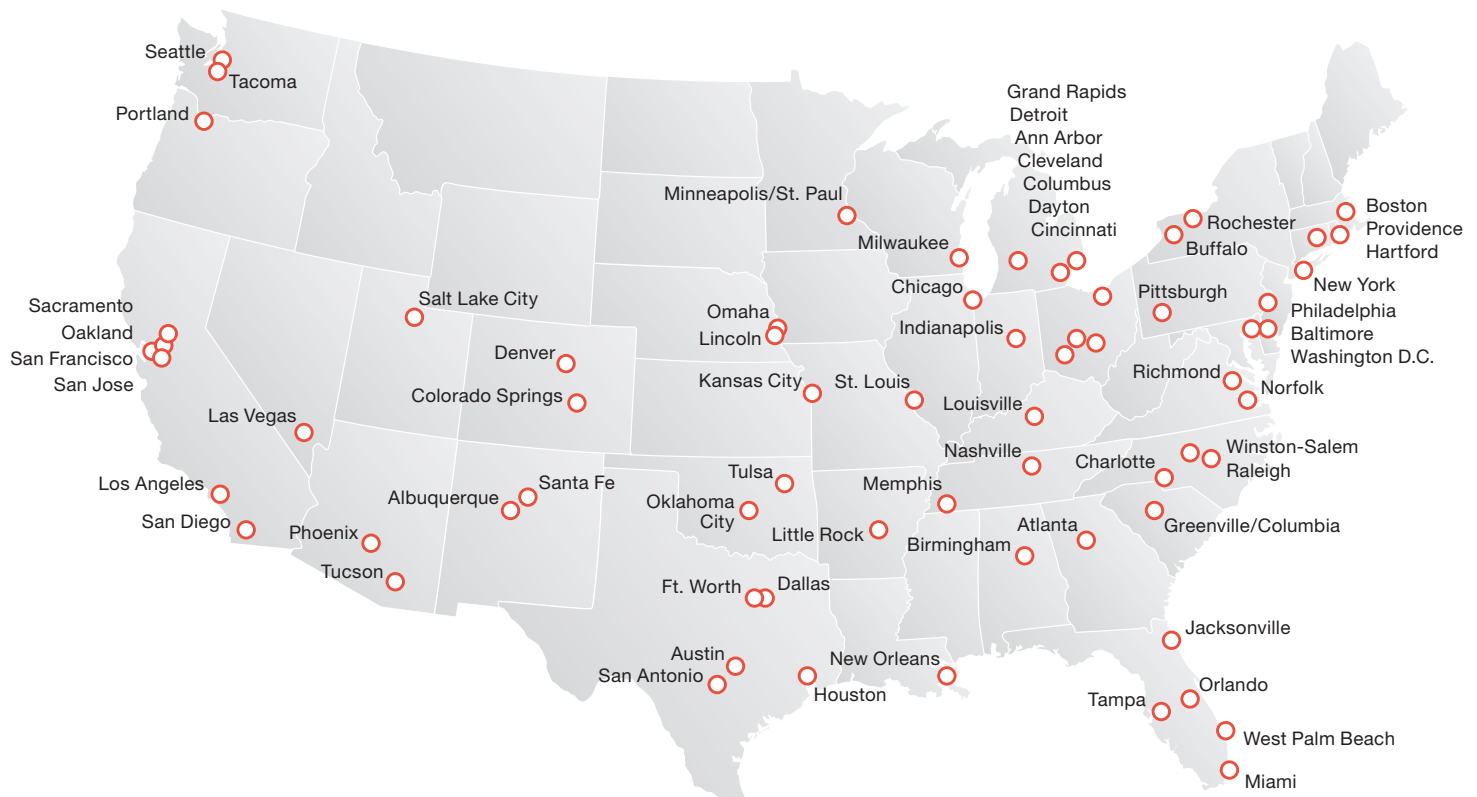 Seattle
Tacoma
Portland
Sacramento
Oakland
San Francisco
San Jose
Las Vegas
Los Angeles
San Diego
Salt Lake City
Denver
Colorado Springs
Phoenix
Tucson
Albuquerque
Santa Fe
Minneapolis/St. Paul
Milwaukee
Chicago
Omaha
Lincoln
Kansas City
St. Louis
Tulsa
Oklahoma
City
Little Rock
Ft. Worth
Dallas
Austin
San Antonio
Houston
New Orleans
Grand Rapids
Detroit
Ann Arbor
Cleveland
Columbus
Dayton
Cincinnati
Indianapolis
Louisville
Nashville
Memphis
Birmingham
Atlanta
Rochester
Buffalo
Pittsburgh
Boston
Providence
Hartford
New York
Philadelphia
Baltimore
Washington D.C.
Richmond
Norfolk
Winston-Salem
Raleigh
Charlotte
Greenville/Columbia
Jacksonville
Orlando
Tampa
West Palm Beach
Miami